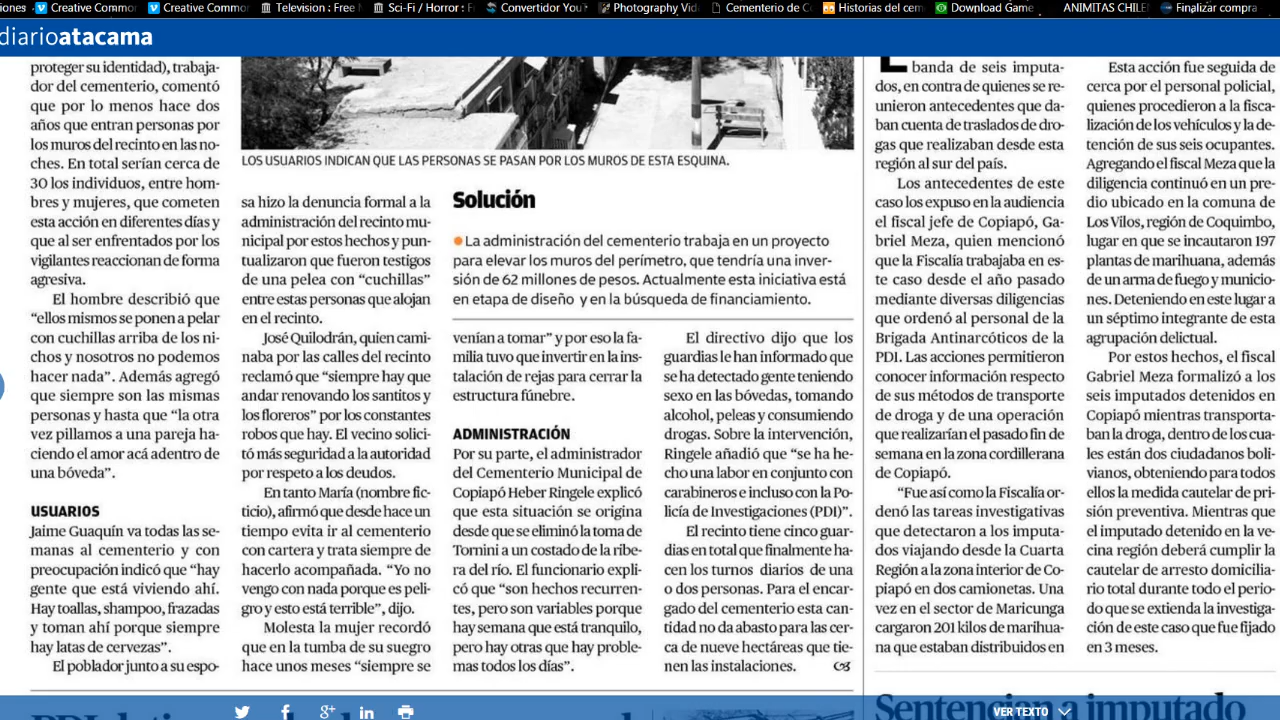 iones
Creative Commor
Creative Commor
Television : Free
Sci-Fi / Horror : F
Convertidor You
Photography Vid
Cementerio de C
Historias del cem
Download Game
ANIMITAS CHILE
Finalizar compra
diarioatacama
proteger su identidad), trabaja-
dor del cementerio, comentó
que por lo menos hace dos
años que entran personas por
los muros del recinto en las no-
ches. En total serían cerca de
30 los individuos, entre hom-
bres y mujeres, que cometen
esta acción en diferentes días y
que al ser enfrentados por los
vigilantes reaccionan de forma
agresiva.
El hombre describió que
“ellos mismos se ponen a pelar
con cuchillas arriba de los ni-
chos y nosotros no podemos
hacer nada”. Además agregó
que siempre son las mismas
personas y hasta que “la otra
vez pillamos a una pareja ha-
ciendo el amor acá adentro de
una bóveda”.
USUARIOS
Jaime Guaquín va todas las se-
manas al cementerio y con
preocupación indicó que “hay
gente que está viviendo ahí.
Hay toallas, shampoo, frazadas
y toman ahí porque siempre
hay latas de cervezas”.
El poblador junto a su espo-
LOS USUARIOS INDICAN QUE LAS PERSONAS SE PASAN POR LOS MUROS DE ESTA ESQUINA.
sa hizo la denuncia formal a la
administración del recinto mu-
nicipal por estos hechos y pun-
tualizaron que fueron testigos
de una pelea con “cuchillas”
entre estas personas que alojan
en el recinto.
José Quilodrán, quien cami-
naba por las calles del recinto
reclamó que “siempre hay que
andar renovando los santitos y
los floreros” por los constantes
robos que hay. El vecino solici-
tó más seguridad a la autoridad
por respeto a los deudos.
En tanto María (nombre fic-
ticio), afirmó que desde hace un
tiempo evita ir al cementerio
con cartera y trata siempre de
hacerlo acompañada. “Yo no
vengo con nada porque es peli-
gro y esto está terrible”, dijo.
Molesta la mujer recordó
que en la tumba de su suegro
hace unos meses “siempre se
Solución
La administración del cementerio trabaja en un proyecto
para elevar los muros del perímetro, que tendría una inver-
sión de 62 millones de pesos. Actualmente esta iniciativa está
en etapa de diseño y en la búsqueda de financiamiento.
venían a tomar” y por eso la fa-
milia tuvo que invertir en la ins-
talación de rejas para cerrar la
estructura fúnebre.
ADMINISTRACIÓN
Por su parte, el administrador
del Cementerio Municipal de
Copiapó Heber Ringele explicó
que esta situación se origina
desde que se eliminó la toma de
Tornini a un costado de la ribe-
ra del río. El funcionario expli-
có que “son hechos recurren-
tes, pero son variables porque
hay semana que está tranquilo,
pero hay otras que hay proble-
mas todos los días”.
El directivo dijo que los
guardias le han informado que
se ha detectado gente teniendo
sexo en las bóvedas, tomando
alcohol, peleas y consumiendo
drogas. Sobre la intervención,
Ringele añadió que “se ha he-
cho una labor en conjunto con
carabineros e incluso con la Po-
licía de Investigaciones (PDI)”.
El recinto tiene cinco guar-
dias en total que finalmente ha-
cen los turnos diarios de una
o dos personas. Para el encar-
gado del cementerio esta can-
tidad no da abasto para las cer-
ca de nueve hectáreas que tie-
nen las instalaciones.
banda de seis imputa-
dos, en contra de quienes se re-
unieron antecedentes que da-
ban cuenta de traslados de dro-
gas que realizaban desde esta
región al sur del país.
Los antecedentes de este
caso los expuso en la audiencia
el fiscal jefe de Copiapó, Ga-
briel Meza, quien mencionó
que la Fiscalía trabajaba en es-
te caso desde el año pasado
mediante diversas diligencias
que ordenó al personal de la
Brigada Antinarcóticos de la
PDI. Las acciones permitieron
conocer información respecto
de sus métodos de transporte
de droga y de una operación
que realizarían el pasado fin de
semana en la zona cordillerana
de Copiapó.
“Fue así como la Fiscalía or-
denó las tareas investigativas
que detectaron a los imputa-
dos viajando desde la Cuarta
Región a la zona interior de Co-
piapó en dos camionetas. Una
vez en el sector de Maricunga
cargaron 201 kilos de marihua-
na que estaban distribuidos en
Esta acción fue seguida de
cerca por el personal policial,
quienes procedieron a la fisca-
lización de los vehículos y la de-
tención de sus seis ocupantes.
Agregando el fiscal Meza que la
diligencia continuó en un pre-
dio ubicado en la comuna de
Los Vilos, región de Coquimbo,
lugar en que se incautaron 197
plantas de marihuana, además
de un arma de fuego y municio-
nes. Deteniendo en este lugar a
un séptimo integrante de esta
agrupación delictual.
Por estos hechos, el fiscal
Gabriel Meza formalizó a los
seis imputados detenidos en
Copiapó mientras transporta-
ban la droga, dentro de los cua-
les están dos ciudadanos boli-
vianos, obteniendo para todos
ellos la medida cautelar de pri-
sión preventiva. Mientras que
el imputado detenido en la ve-
cina región deberá cumplir la
cautelar de arresto domicilia-
rio total durante todo el perio-
do que se extienda la investiga-
ción de este caso que fue fijado
en 3 meses.
Sentencian a imputado
VER TEXTO